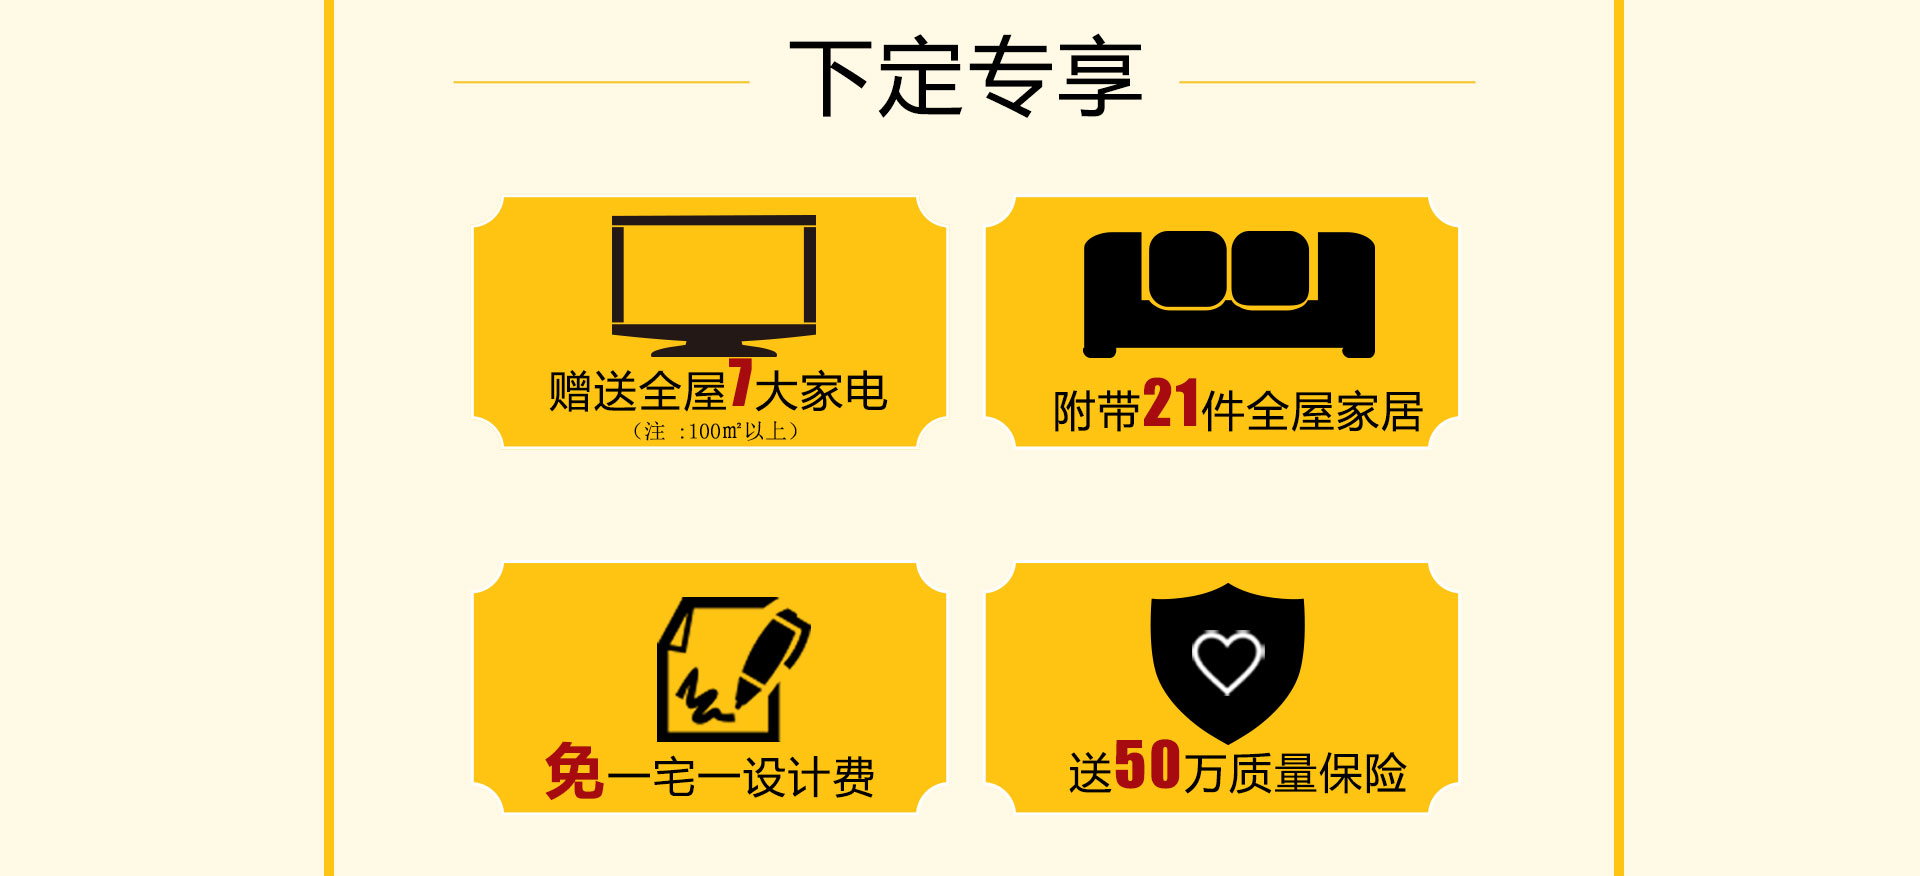 下定专享
赠送全屋7大家电
（注 :100㎡以上）
附带21件全屋家居
免一宅一设计费
送50万质量保险